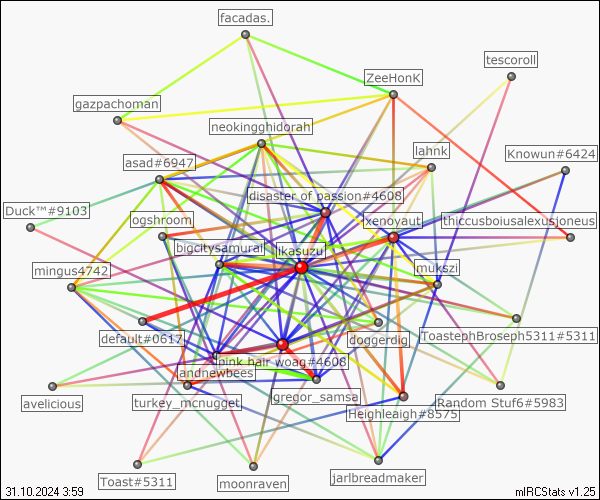 facadas.
tescoroll
ZeeHonK
gazpachoman
neokingghidorah
lahnk
asad#6947
Knowun#6424
disaster of passion#4608
Duck™#9103
ogshroom
xenovaut
thiccusboiusalexusjoneus
bigcitysamurai
ikasuzu
mingus4742
mukszi
default#0617
doggerdig
ToastephBroseph5311#5311
pink hair woag#4608
andnewbees
avelicious
turkey_mcnugget
gregor_samsa
Heighleaigh#8575
Random Stuf6#5983
Toast#5311
moonraven
jarlbreadmaker
31.10.2024 3:59
mIRCStats v1.25